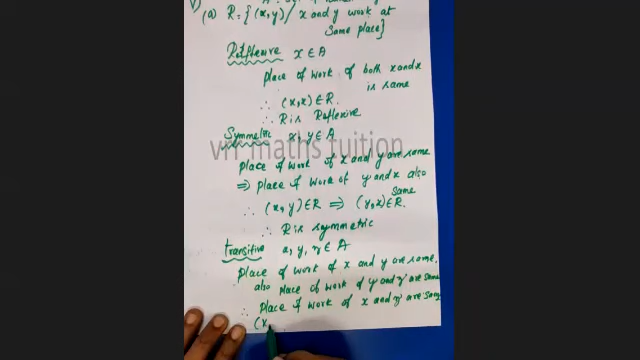 v)
(a) R = {(x,y) / x and y work at
same place}
Reflexive x ∈ A
place of work of both x and x
is same
∴ (x,x) ∈ R.
∴ R is Reflexive
Symmetric x, y ∈ A
vr maths tuition
place of work of x and y are same
⇒ place of work of y and x also
same
∴ (x, y) ∈ R ⇒ (y,x) ∈ R.
∴ R is symmetric
transitive x, y, z ∈ A
place of work of x and y are same.
also place of work of y and z are same
∴ place of work of x and z are same
(x